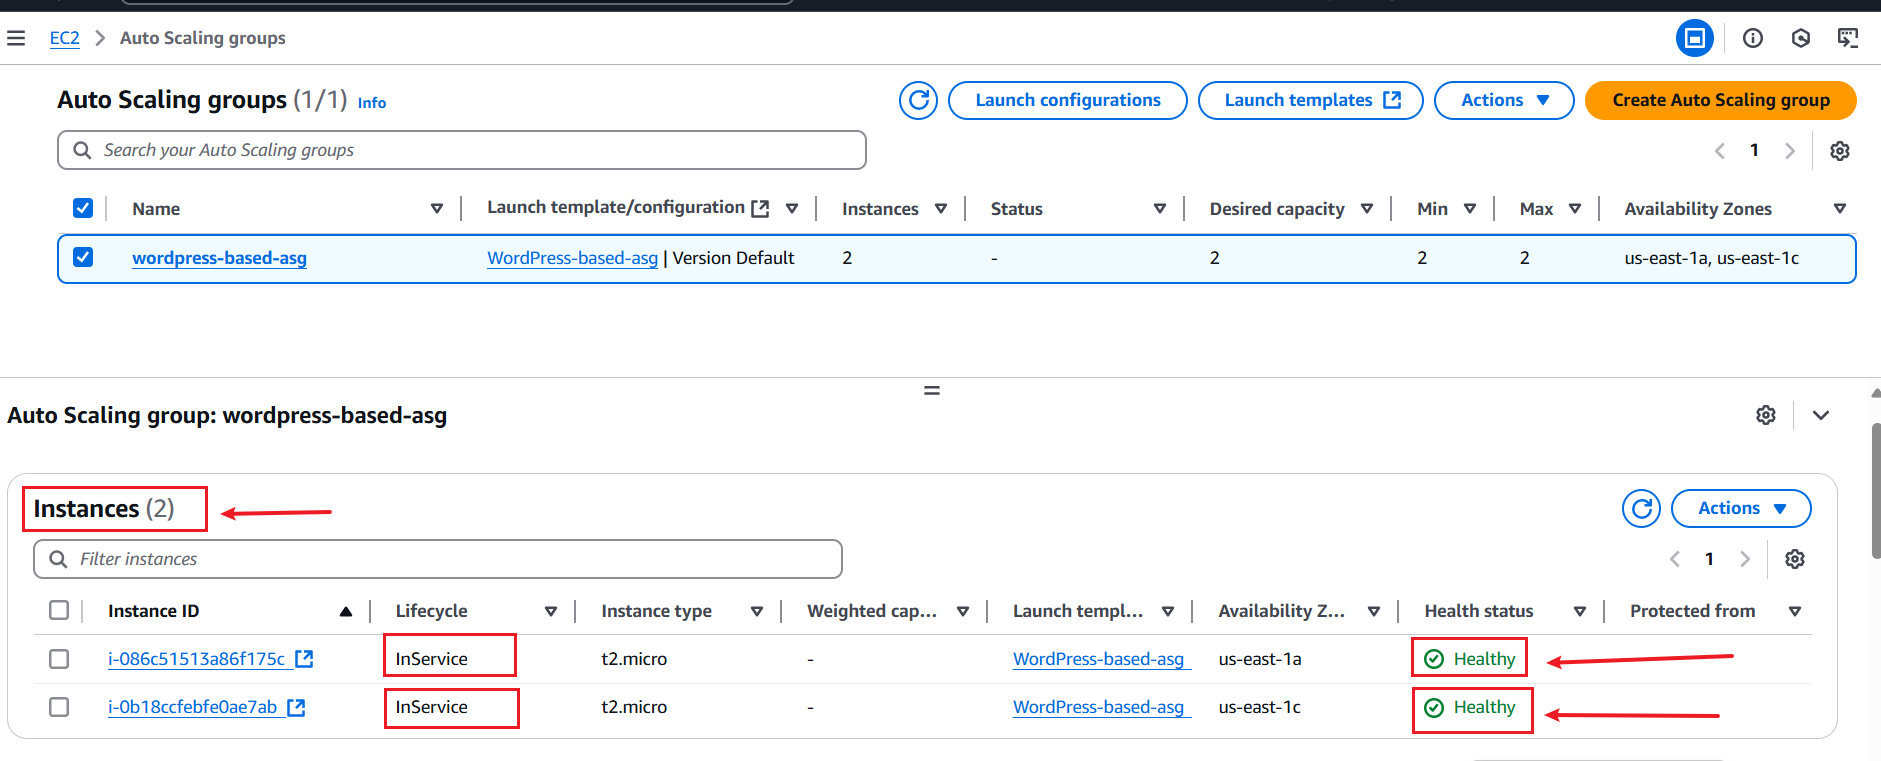 EC2 > Auto Scaling groups
Auto Scaling groups (1/1) Info
Launch configurations
Launch templates
Actions
Create Auto Scaling group
Search your Auto Scaling groups
1
Name Launch template/configuration Instances Status Desired capacity Min Max Availability Zones
wordpress-based-asg WordPress-based-asg | Version Default 2 - 2 2 2 us-east-1a, us-east-1c
Auto Scaling group: wordpress-based-asg
Instances (2)
Actions
Filter instances
1
Instance ID Lifecycle Instance type Weighted cap... Launch templ... Availability Z... Health status Protected from
i-086c51513a86f175c InService t2.micro - WordPress-based-asg us-east-1a Healthy
i-0b18ccfebfe0ae7ab InService t2.micro - WordPress-based-asg us-east-1c Healthy